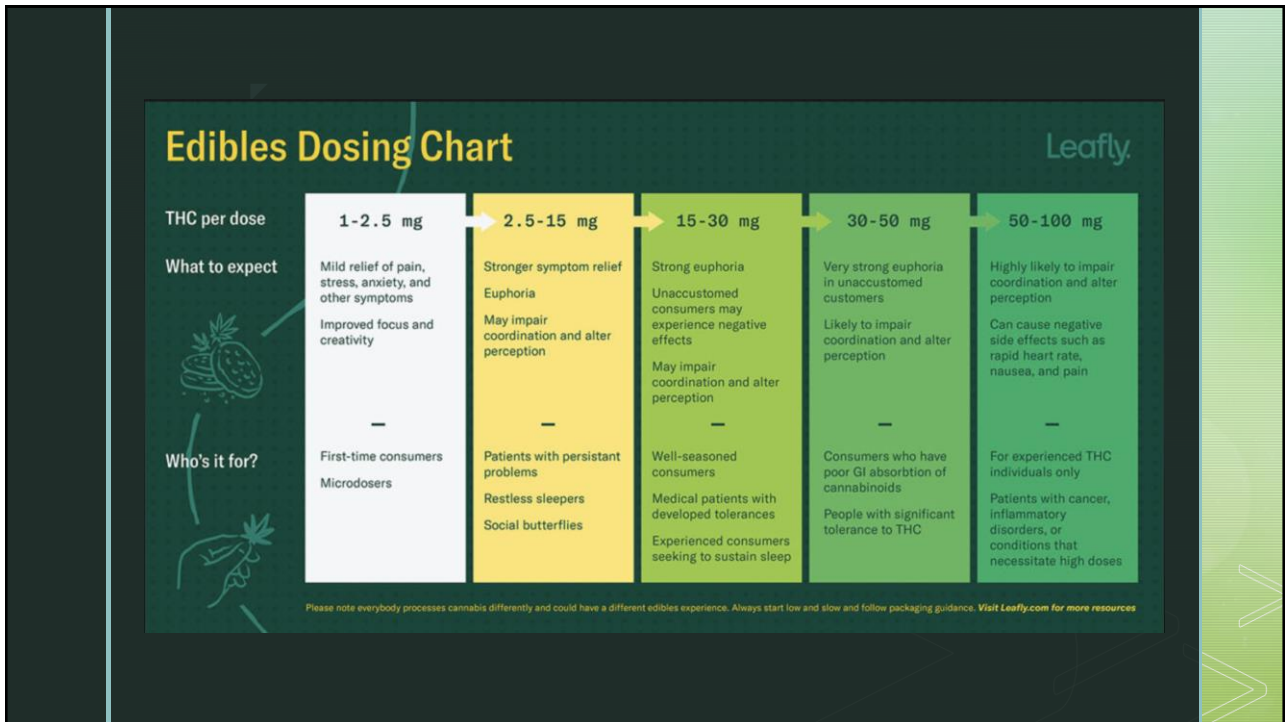 Edibles Dosing Chart
Leafly.
THC per dose
1-2.5 mg
2.5-15 mg
15-30 mg
30-50 mg
50-100 mg
What to expect
Mild relief of pain,
stress, anxiety, and
other symptoms
Improved focus and
creativity
Stronger symptom relief
Euphoria
May impair
coordination and alter
perception
Strong euphoria
Unaccustomed
consumers may
experience negative
effects
May impair
coordination and alter
perception
Very strong euphoria
in unaccustomed
customers
Likely to impair
coordination and alter
perception
Highly likely to impair
coordination and alter
perception
Can cause negative
side effects such as
rapid heart rate,
nausea, and pain
Who's it for?
First-time consumers
Microdosers
Patients with persistant
problems
Restless sleepers
Social butterflies
Well-seasoned
consumers
Medical patients with
developed tolerances
Experienced consumers
seeking to sustain sleep
Consumers who have
poor GI absorbtion of
cannabinoids
People with significant
tolerance to THC
For experienced THC
individuals only
Patients with cancer,
inflammatory
disorders, or
conditions that
necessitate high doses
Please note everybody processes cannabis differently and could have a different edibles experience. Always start low and slow and follow packaging guidance. Visit Leafly.com for more resources